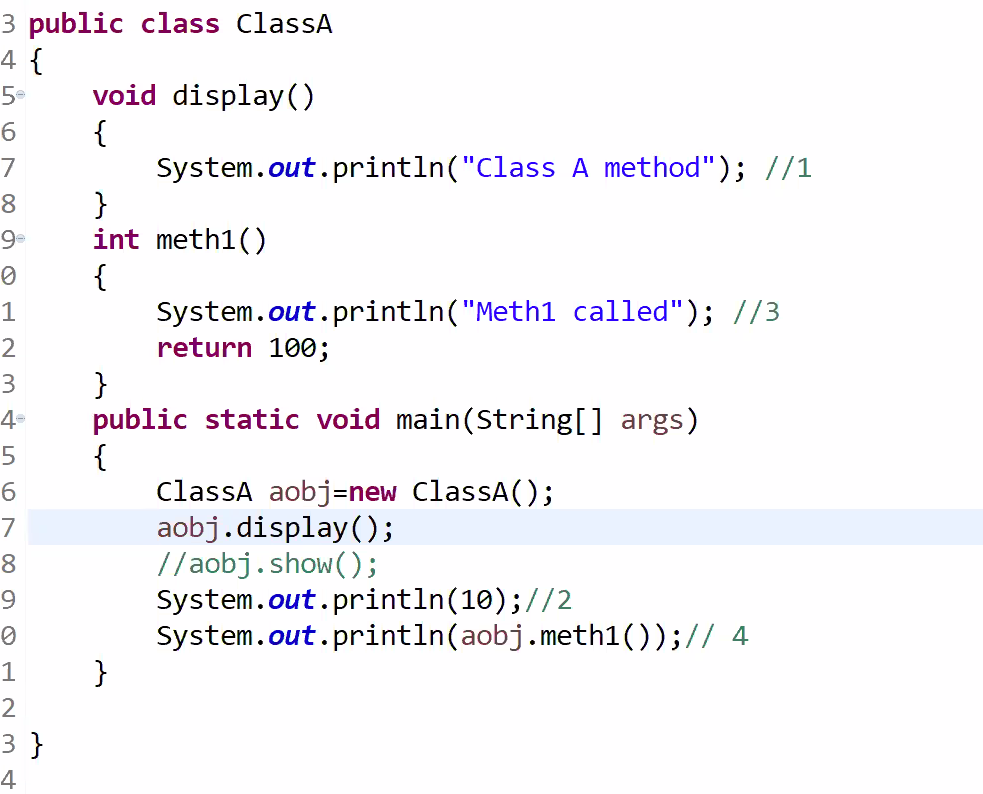 3 public class ClassA
4 {
5     void display()
6     {
7         System.out.println("Class A method"); //1
8     }
9     int meth1()
0     {
1         System.out.println("Meth1 called"); //3
2         return 100;
3     }
4     public static void main(String[] args)
5     {
6         ClassA aobj=new ClassA();
7         aobj.display();
8         //aobj.show();
9         System.out.println(10);//2
0         System.out.println(aobj.meth1());// 4
1     }
2
3 }
4